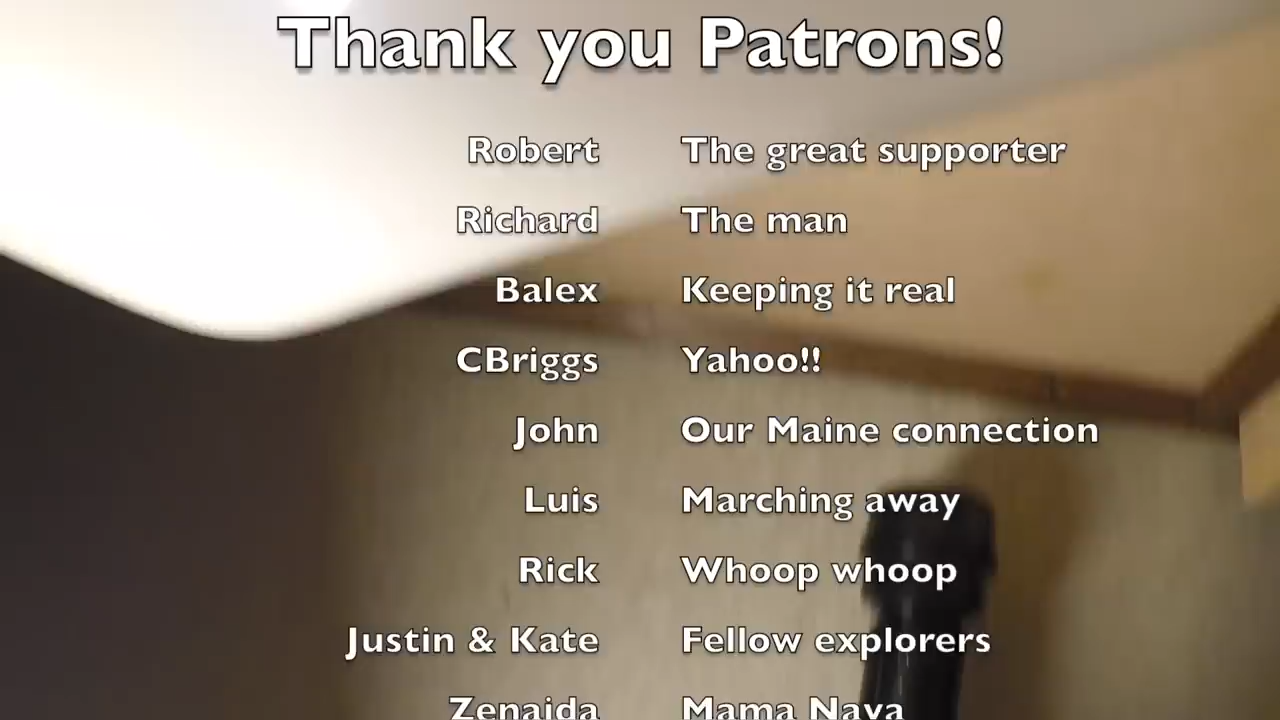 Thank you Patrons!
Robert The great supporter
Richard The man
Balex Keeping it real
CBriggs Yahoo!!
John Our Maine connection
Luis Marching away
Rick Whoop whoop
Justin & Kate Fellow explorers
Zenaida Mama Nava